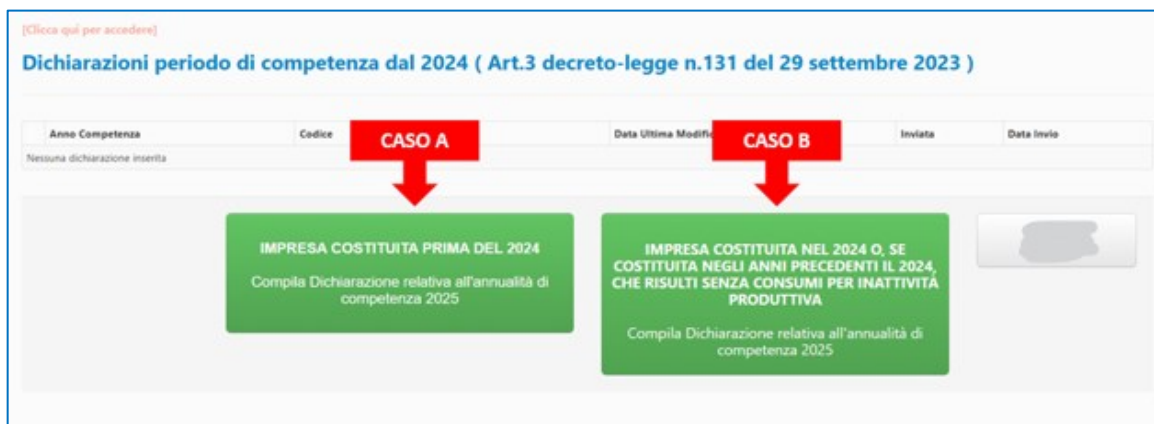 [Clicca qui per accedere]
Dichiarazioni periodo di competenza dal 2024 ( Art.3 decreto-legge n.131 del 29 settembre 2023 )
Anno Competenza Codice Data Ultima Inviata Data Invio
CASO A CASO B
Nessuna dichiarazione inserita
IMPRESA COSTITUITA PRIMA DEL 2024
Compila Dichiarazione relativa all'annualità di
competenza 2025
IMPRESA COSTITUITA NEL 2024 O, SE
COSTITUITA NEGLI ANNI PRECEDENTI IL 2024,
CHE RISULTI SENZA CONSUMI PER INATTIVITÀ
PRODUTTIVA
Compila Dichiarazione relativa all'annualità di
competenza 2025